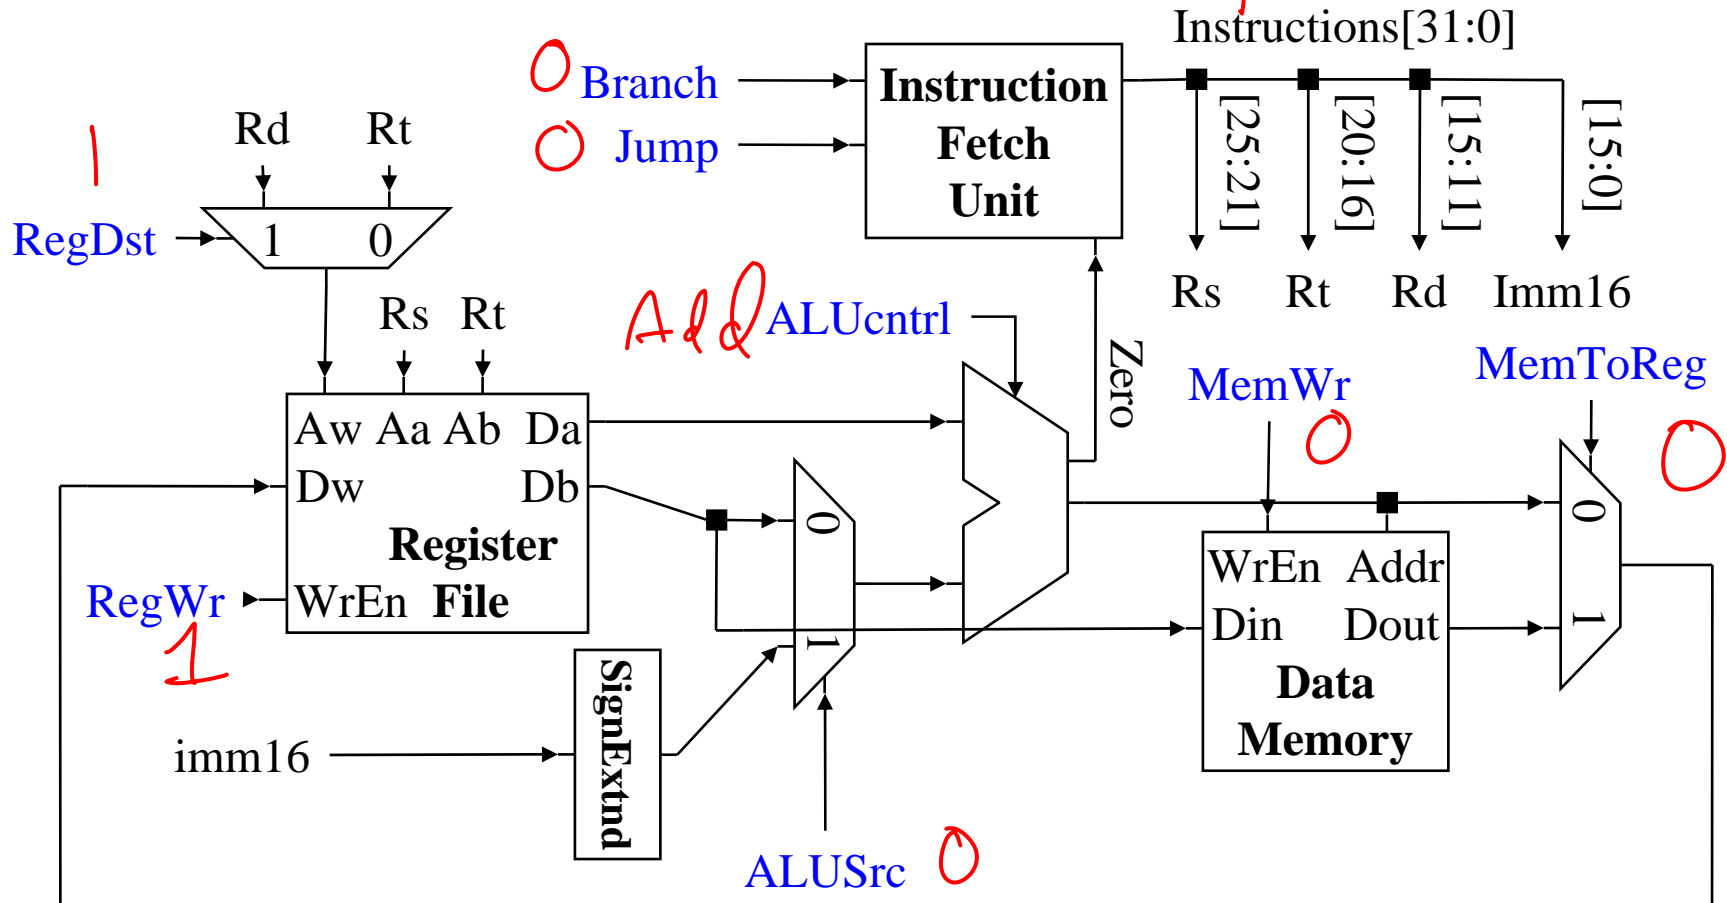 Instructions[31:0]
0 Branch
0 Jump
Instruction
Fetch
Unit
[25:21]
[20:16]
[15:11]
[15:0]
Rs
Rt
Rd
Imm16
1
RegDst
Rd
Rt
1
0
Rs
Rt
Add ALUcntrl
Zero
MemWr
0
MemToReg
0
Aw Aa Ab Da
Dw
Db
Register
File
WrEn
RegWr
1
0
1
0
1
WrEn Addr
Din Dout
Data
Memory
imm16
SignExtnd
ALUSrc 0